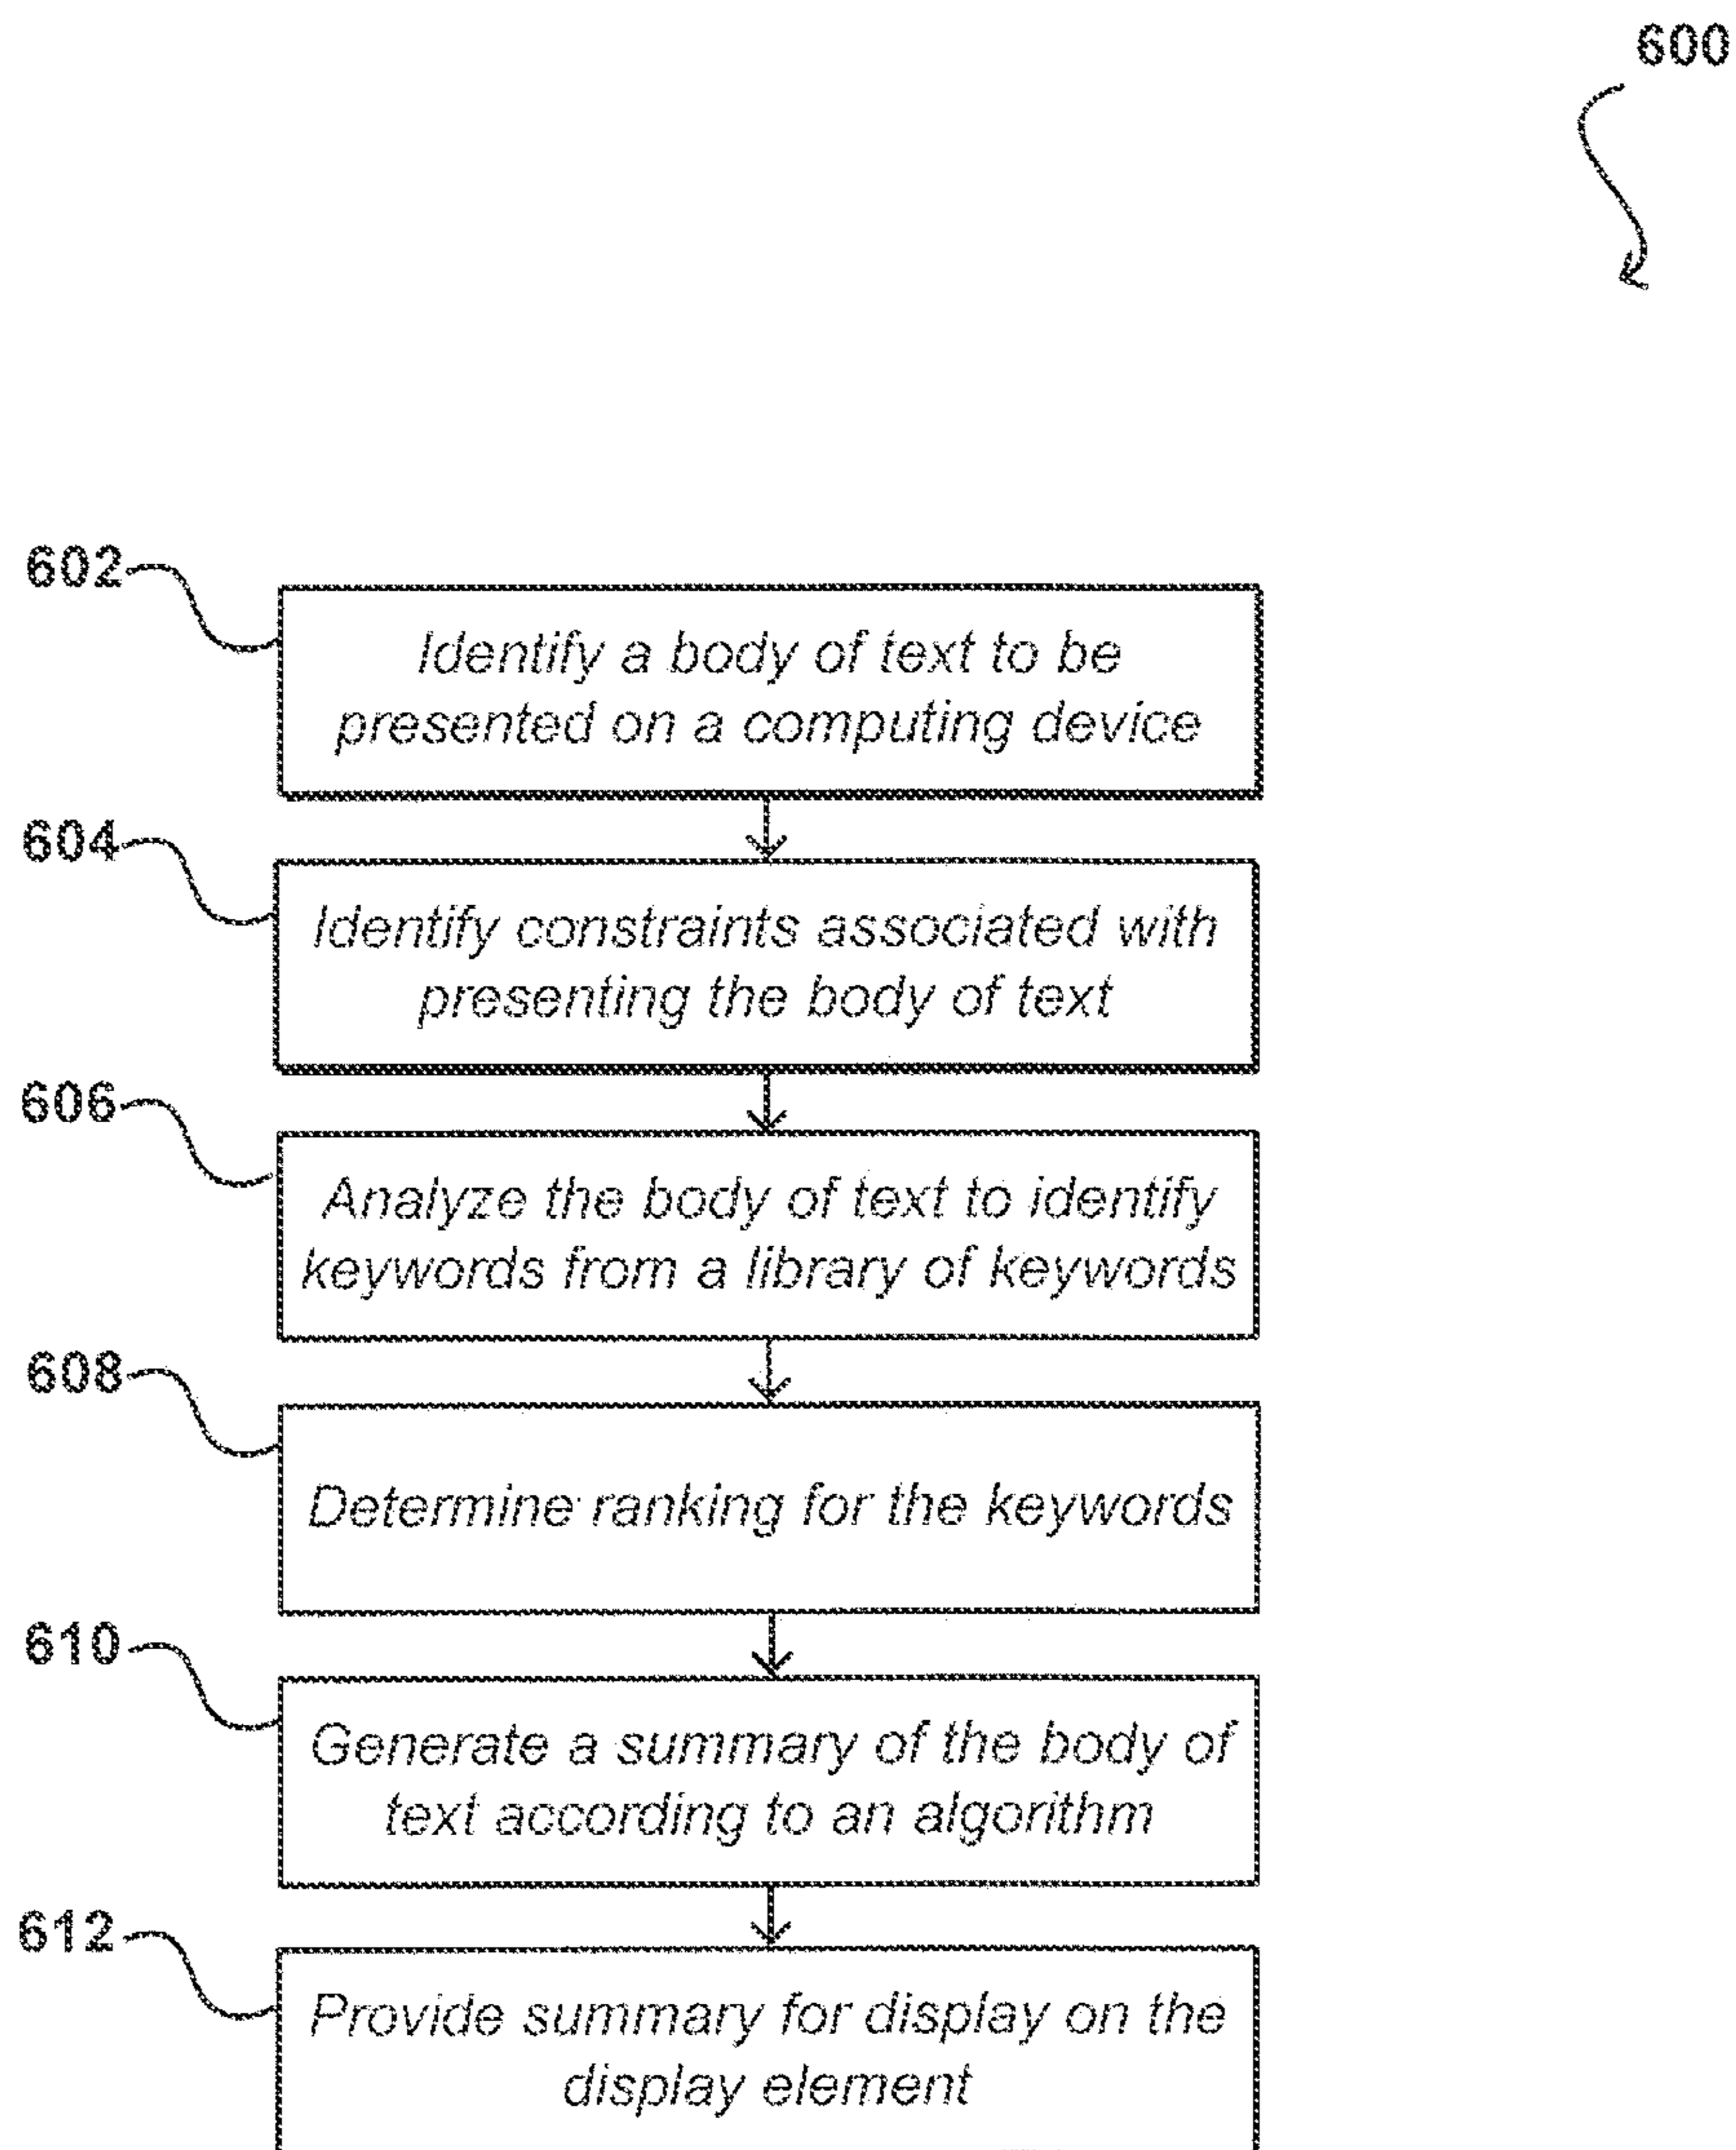 600
602
Identify a body of text to be
presented on a computing device
604
Identify constraints associated with
presenting the body of text
606
Analyze the body of text to identify
keywords from a library of keywords
608
Determine ranking for the keywords
610
Generate a summary of the body of
text according to an algorithm
612
Provide summary for display on the
display element